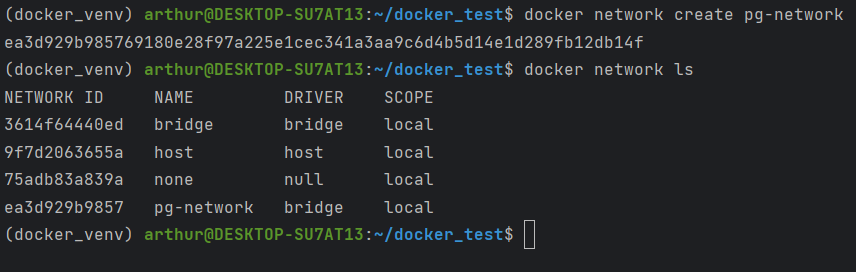 (docker_venv) arthur@DESKTOP-SU7AT13:~/docker_test$ docker network create pg-network
ea3d929b985769180e28f97a225e1cec341a3aa9c6d4b5d14e1d289fb12db14f
(docker_venv) arthur@DESKTOP-SU7AT13:~/docker_test$ docker network ls
NETWORK ID     NAME         DRIVER    SCOPE
3614f64440ed   bridge       bridge    local
9f7d2063655a   host         host      local
75adb83a839a   none         null      local
ea3d929b9857   pg-network   bridge    local
(docker_venv) arthur@DESKTOP-SU7AT13:~/docker_test$